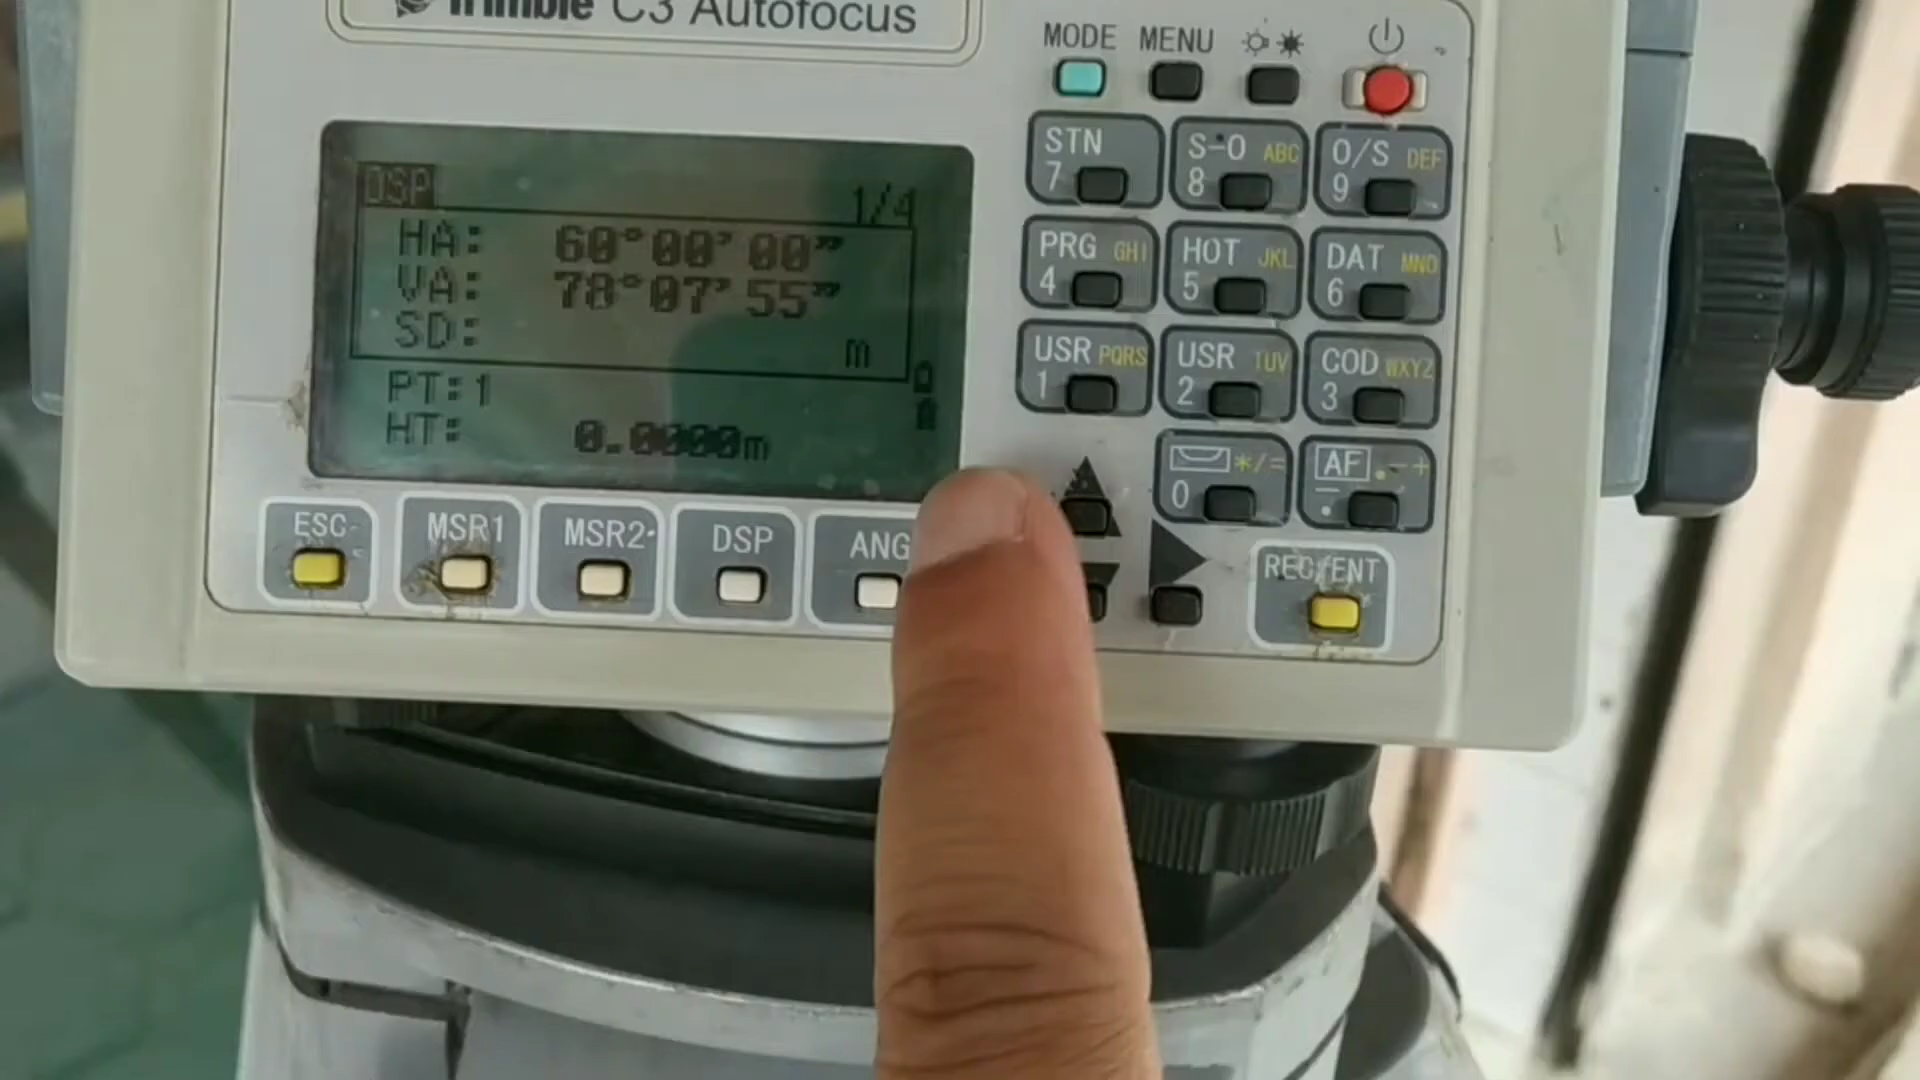 Trimble C3 Autofocus
MODE MENU
DSP 1/4
HA: 60°00'00"
VA: 78°07'55"
SD: m
PT:1
HT: 0.0000m
STN 7
S-O ABC 8
O/S DEF 9
PRG GHI 4
HOT JKL 5
DAT MNO 6
USR PQRS 1
USR TUV 2
COD WXYZ 3
*/= 0
AF .-+ .
ESC MSR1 MSR2 DSP ANG REC/ENT